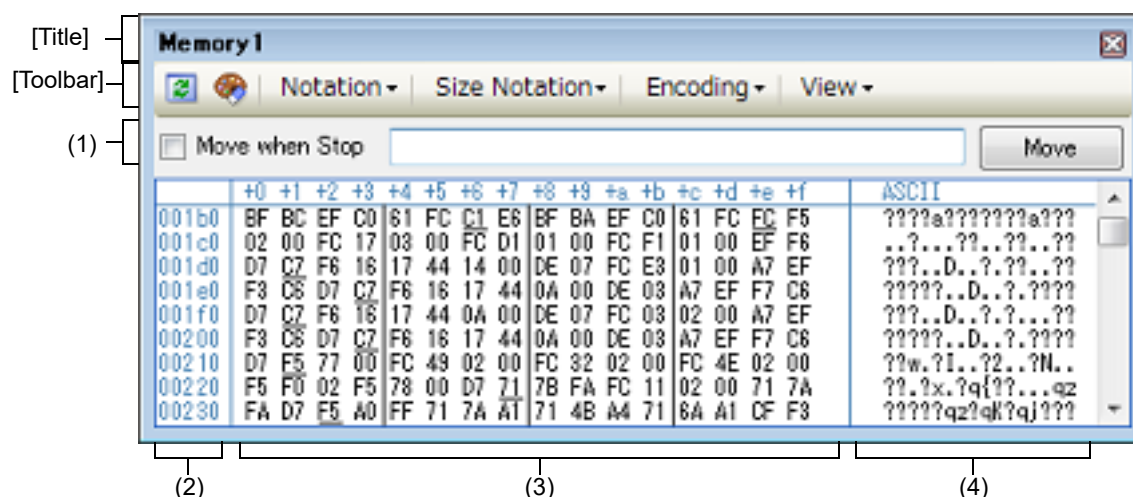 [Title] Memory1
[Toolbar] Notation Size Notation Encoding View
(1) Move when Stop Move
+0 +1 +2 +3 +4 +5 +6 +7 +8 +9 +a +b +c +d +e +f ASCII
001b0 BF BC EF C0 61 FC C1 E6 BF BA EF C0 61 FC FC F5 ????a???????a???
001c0 02 00 FC 17 03 00 FC D1 01 00 FC F1 01 00 EF F6 ..?...??..??..??
001d0 D7 C7 F6 16 17 44 14 00 DE 07 FC E3 01 00 A7 EF ???..D..?.??..??
001e0 F3 C6 D7 C7 F6 16 17 44 0A 00 DE 03 A7 EF F7 C6 ?????..D..?.????
001f0 D7 C7 F6 16 17 44 0A 00 DE 07 FC 03 02 00 A7 EF ???..D..?.?...??
00200 F3 C6 D7 C7 F6 16 17 44 0A 00 DE 03 A7 EF F7 C6 ?????..D..?.????
00210 D7 F5 77 00 FC 49 02 00 FC 32 02 00 FC 4E 02 00 ??w.?I..?2..?N..
00220 F5 F0 02 F5 78 00 D7 71 7B FA FC 11 02 00 71 7A ??.?x.?q{??...qz
00230 FA D7 F5 A0 FF 71 7A A1 71 4B A4 71 6A A1 CF F3 ?????qz?qK?qj???
(2) (3) (4)